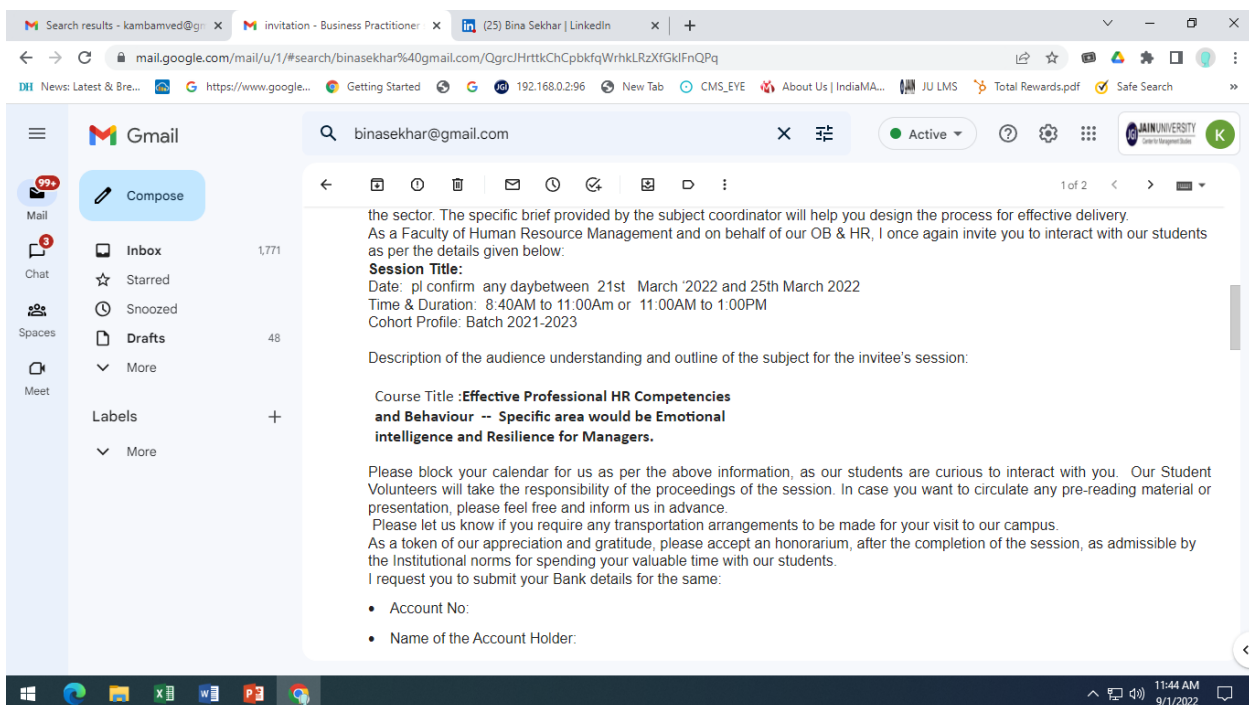 Search results - kambamved@gm
invitation - Business Practitioner
(25) Bina Sekhar | LinkedIn
mail.google.com/mail/u/1/#search/binasekhar%40gmail.com/QgrcJHrttkChCpbkfqWrhkLRzXfGkIFnQPq
DH News: Latest & Bre...
https://www.google...
Getting Started
192.168.0.2:96
New Tab
CMS_EYE
About Us | IndiaMA...
JU LMS
Total Rewards.pdf
Safe Search
Gmail
binasekhar@gmail.com
Active
JAIN UNIVERSITY
Center for Management Studies
K
99+
Mail
Compose
1 of 2
3
Chat
Spaces
Meet
Inbox 1,771
Starred
Snoozed
Drafts 48
More
Labels +
More
the sector. The specific brief provided by the subject coordinator will help you design the process for effective delivery.
As a Faculty of Human Resource Management and on behalf of our OB & HR, I once again invite you to interact with our students
as per the details given below:
Session Title:
Date: pl confirm any daybetween 21st March ‘2022 and 25th March 2022
Time & Duration: 8:40AM to 11:00Am or 11:00AM to 1:00PM
Cohort Profile: Batch 2021-2023
Description of the audience understanding and outline of the subject for the invitee’s session:
Course Title :Effective Professional HR Competencies
and Behaviour -- Specific area would be Emotional
intelligence and Resilience for Managers.
Please block your calendar for us as per the above information, as our students are curious to interact with you. Our Student
Volunteers will take the responsibility of the proceedings of the session. In case you want to circulate any pre-reading material or
presentation, please feel free and inform us in advance.
Please let us know if you require any transportation arrangements to be made for your visit to our campus.
As a token of our appreciation and gratitude, please accept an honorarium, after the completion of the session, as admissible by
the Institutional norms for spending your valuable time with our students.
I request you to submit your Bank details for the same:
• Account No:
• Name of the Account Holder:
11:44 AM
9/1/2022